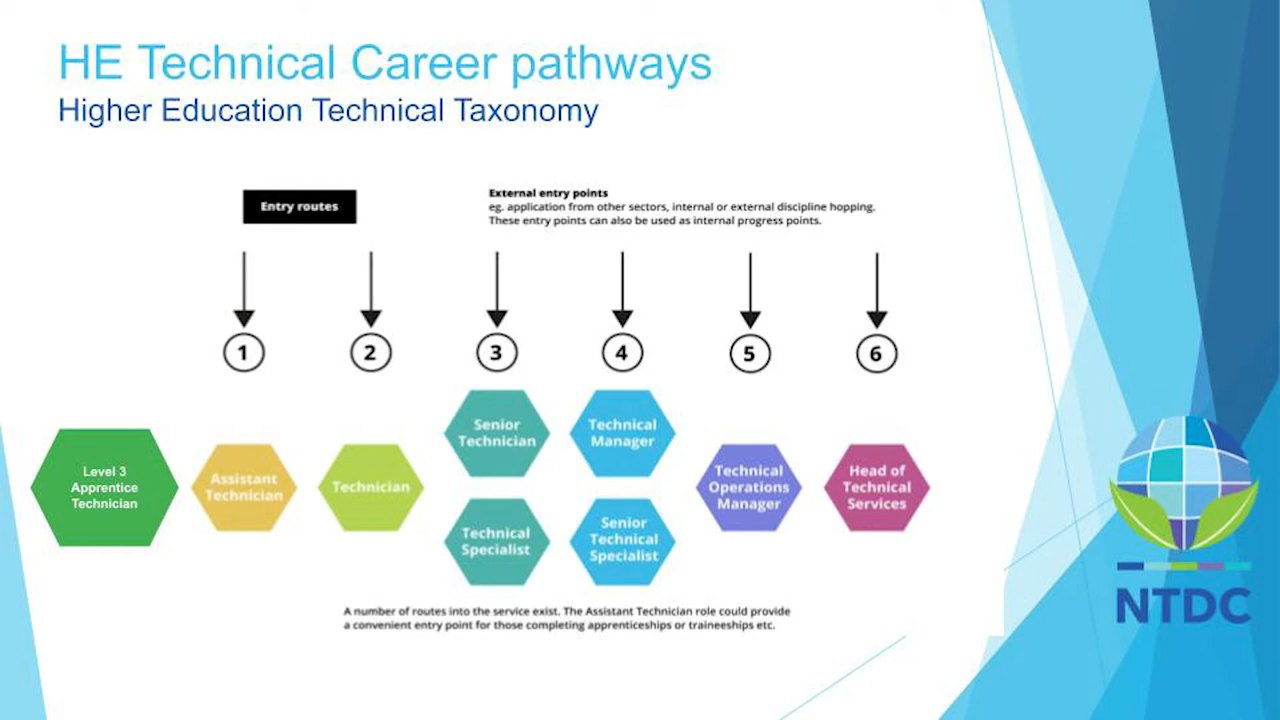 HE Technical Career pathways
Higher Education Technical Taxonomy
Entry routes
External entry points
eg. application from other sectors, internal or external discipline hopping.
These entry points can also be used as internal progress points.
1
2
3
4
5
6
Level 3
Apprentice
Technician
Assistant
Technician
Technician
Senior
Technician
Technical
Specialist
Technical
Manager
Senior
Technical
Specialist
Technical
Operations
Manager
Head of
Technical
Services
A number of routes into the service exist. The Assistant Technician role could provide
a convenient entry point for those completing apprenticeships or traineeships etc.
NTDC